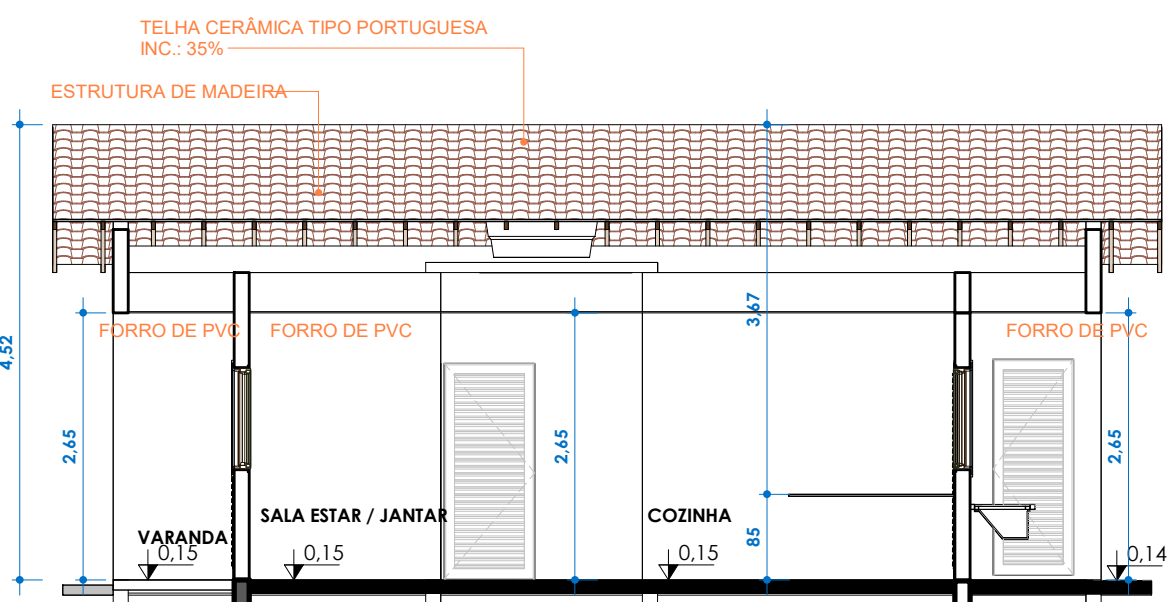 TELHA CERÂMICA TIPO PORTUGUESA
INC.: 35%
ESTRUTURA DE MADEIRA
4,52
3,67
FORRO DE PVC
FORRO DE PVC
FORRO DE PVC
2,65
2,65
2,65
SALA ESTAR / JANTAR
COZINHA
VARANDA
85
0,15
0,15
0,15
0,14